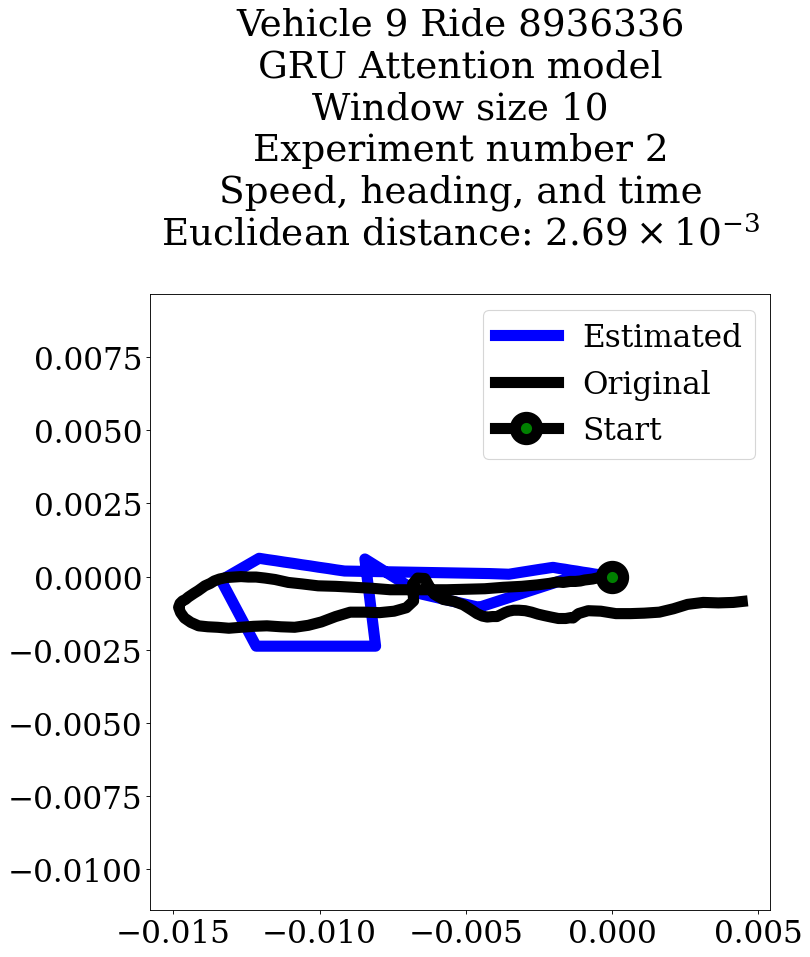 Vehicle 9 Ride 8936336
GRU Attention model
Window size 10
Experiment number 2
Speed, heading, and time
Euclidean distance: 2.69 × 10⁻³
Estimated
Original
Start
0.0075
0.0050
0.0025
0.0000
−0.0025
−0.0050
−0.0075
−0.0100
−0.015 −0.010 −0.005 0.000 0.005